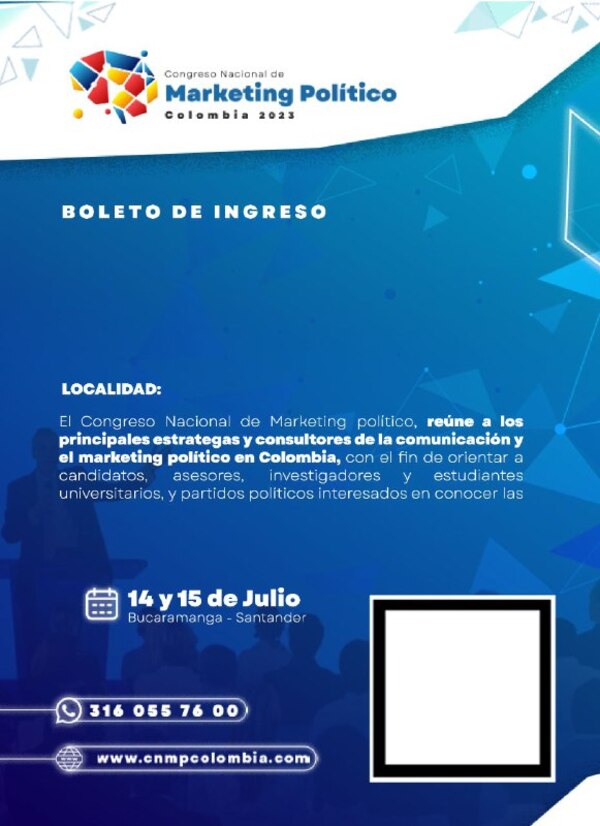 Congreso Nacional de
Marketing Político
Colombia 2023
BOLETO DE INGRESO
LOCALIDAD:
El Congreso Nacional de Marketing político, reúne a los
principales estrategas y consultores de la comunicación y
el marketing político en Colombia, con el fin de orientar a
candidatos, asesores, investigadores y estudiantes
universitarios, y partidos políticos interesados en conocer las
14 y 15 de Julio
Bucaramanga - Santander
316 055 76 00
www.cnmpcolombia.com